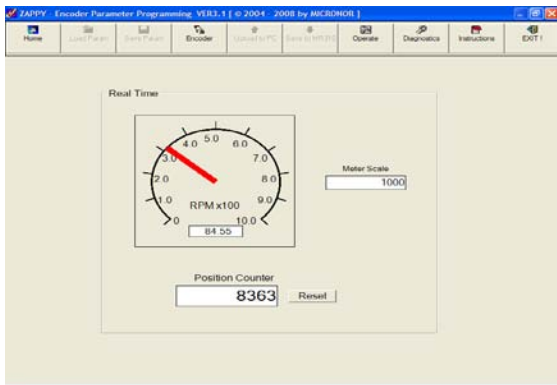 ZAPPY - Encoder Parameter Programming VER3.1 [ © 2004 - 2008 by MICRONOR ]
Home Load Param Save Param Encoder Upload to PC Send to MR310 Operate Diagnostics Instructions EXIT !
Real Time
4.0 5.0 6.0
3.0 7.0
2.0 8.0
1.0 9.0
RPM x100
0 10.0
84.55
Meter Scale
1000
Position Counter
8363 Reset